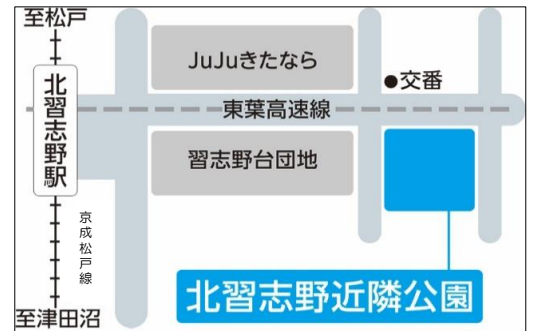 至松戸
JuJuきたなら
●交番
北習志野駅
東葉高速線
習志野台団地
京成松戸線
北習志野近隣公園
至津田沼